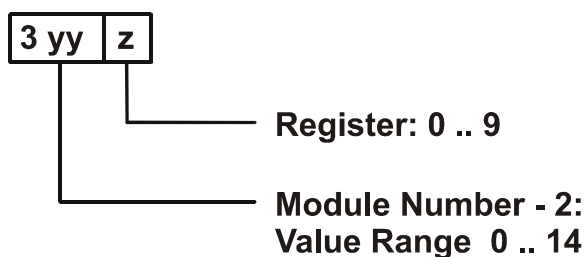 3 yy z
Register: 0 .. 9
Module Number - 2:
Value Range 0 .. 14